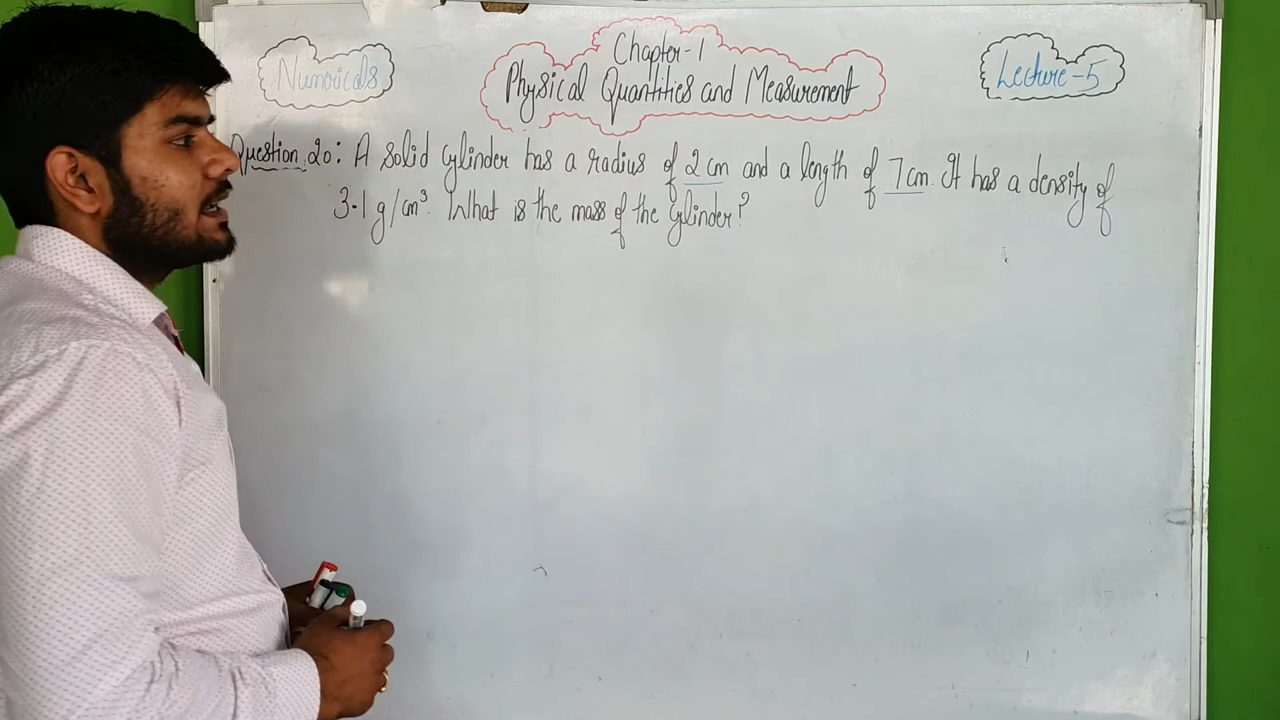 Numericals
Chapter-1
Physical Quantities and Measurement
Lecture-5
Question 20: A solid cylinder has a radius of 2 cm and a length of 7 cm. It has a density of
3.1 g/cm³. What is the mass of the cylinder?